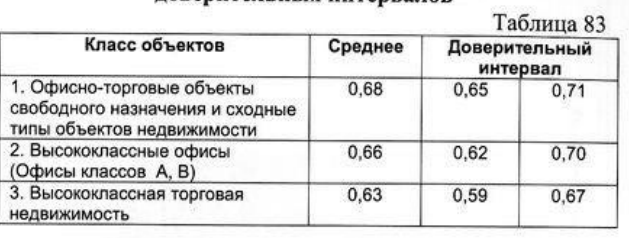 доверительных интервалов
Таблица 83
Класс объектов Среднее Доверительный
интервал
1. Офисно-торговые объекты 0,68 0,65 0,71
свободного назначения и сходные
типы объектов недвижимости
2. Высококлассные офисы 0,66 0,62 0,70
(Офисы классов А, В)
3. Высококлассная торговая 0,63 0,59 0,67
недвижимость